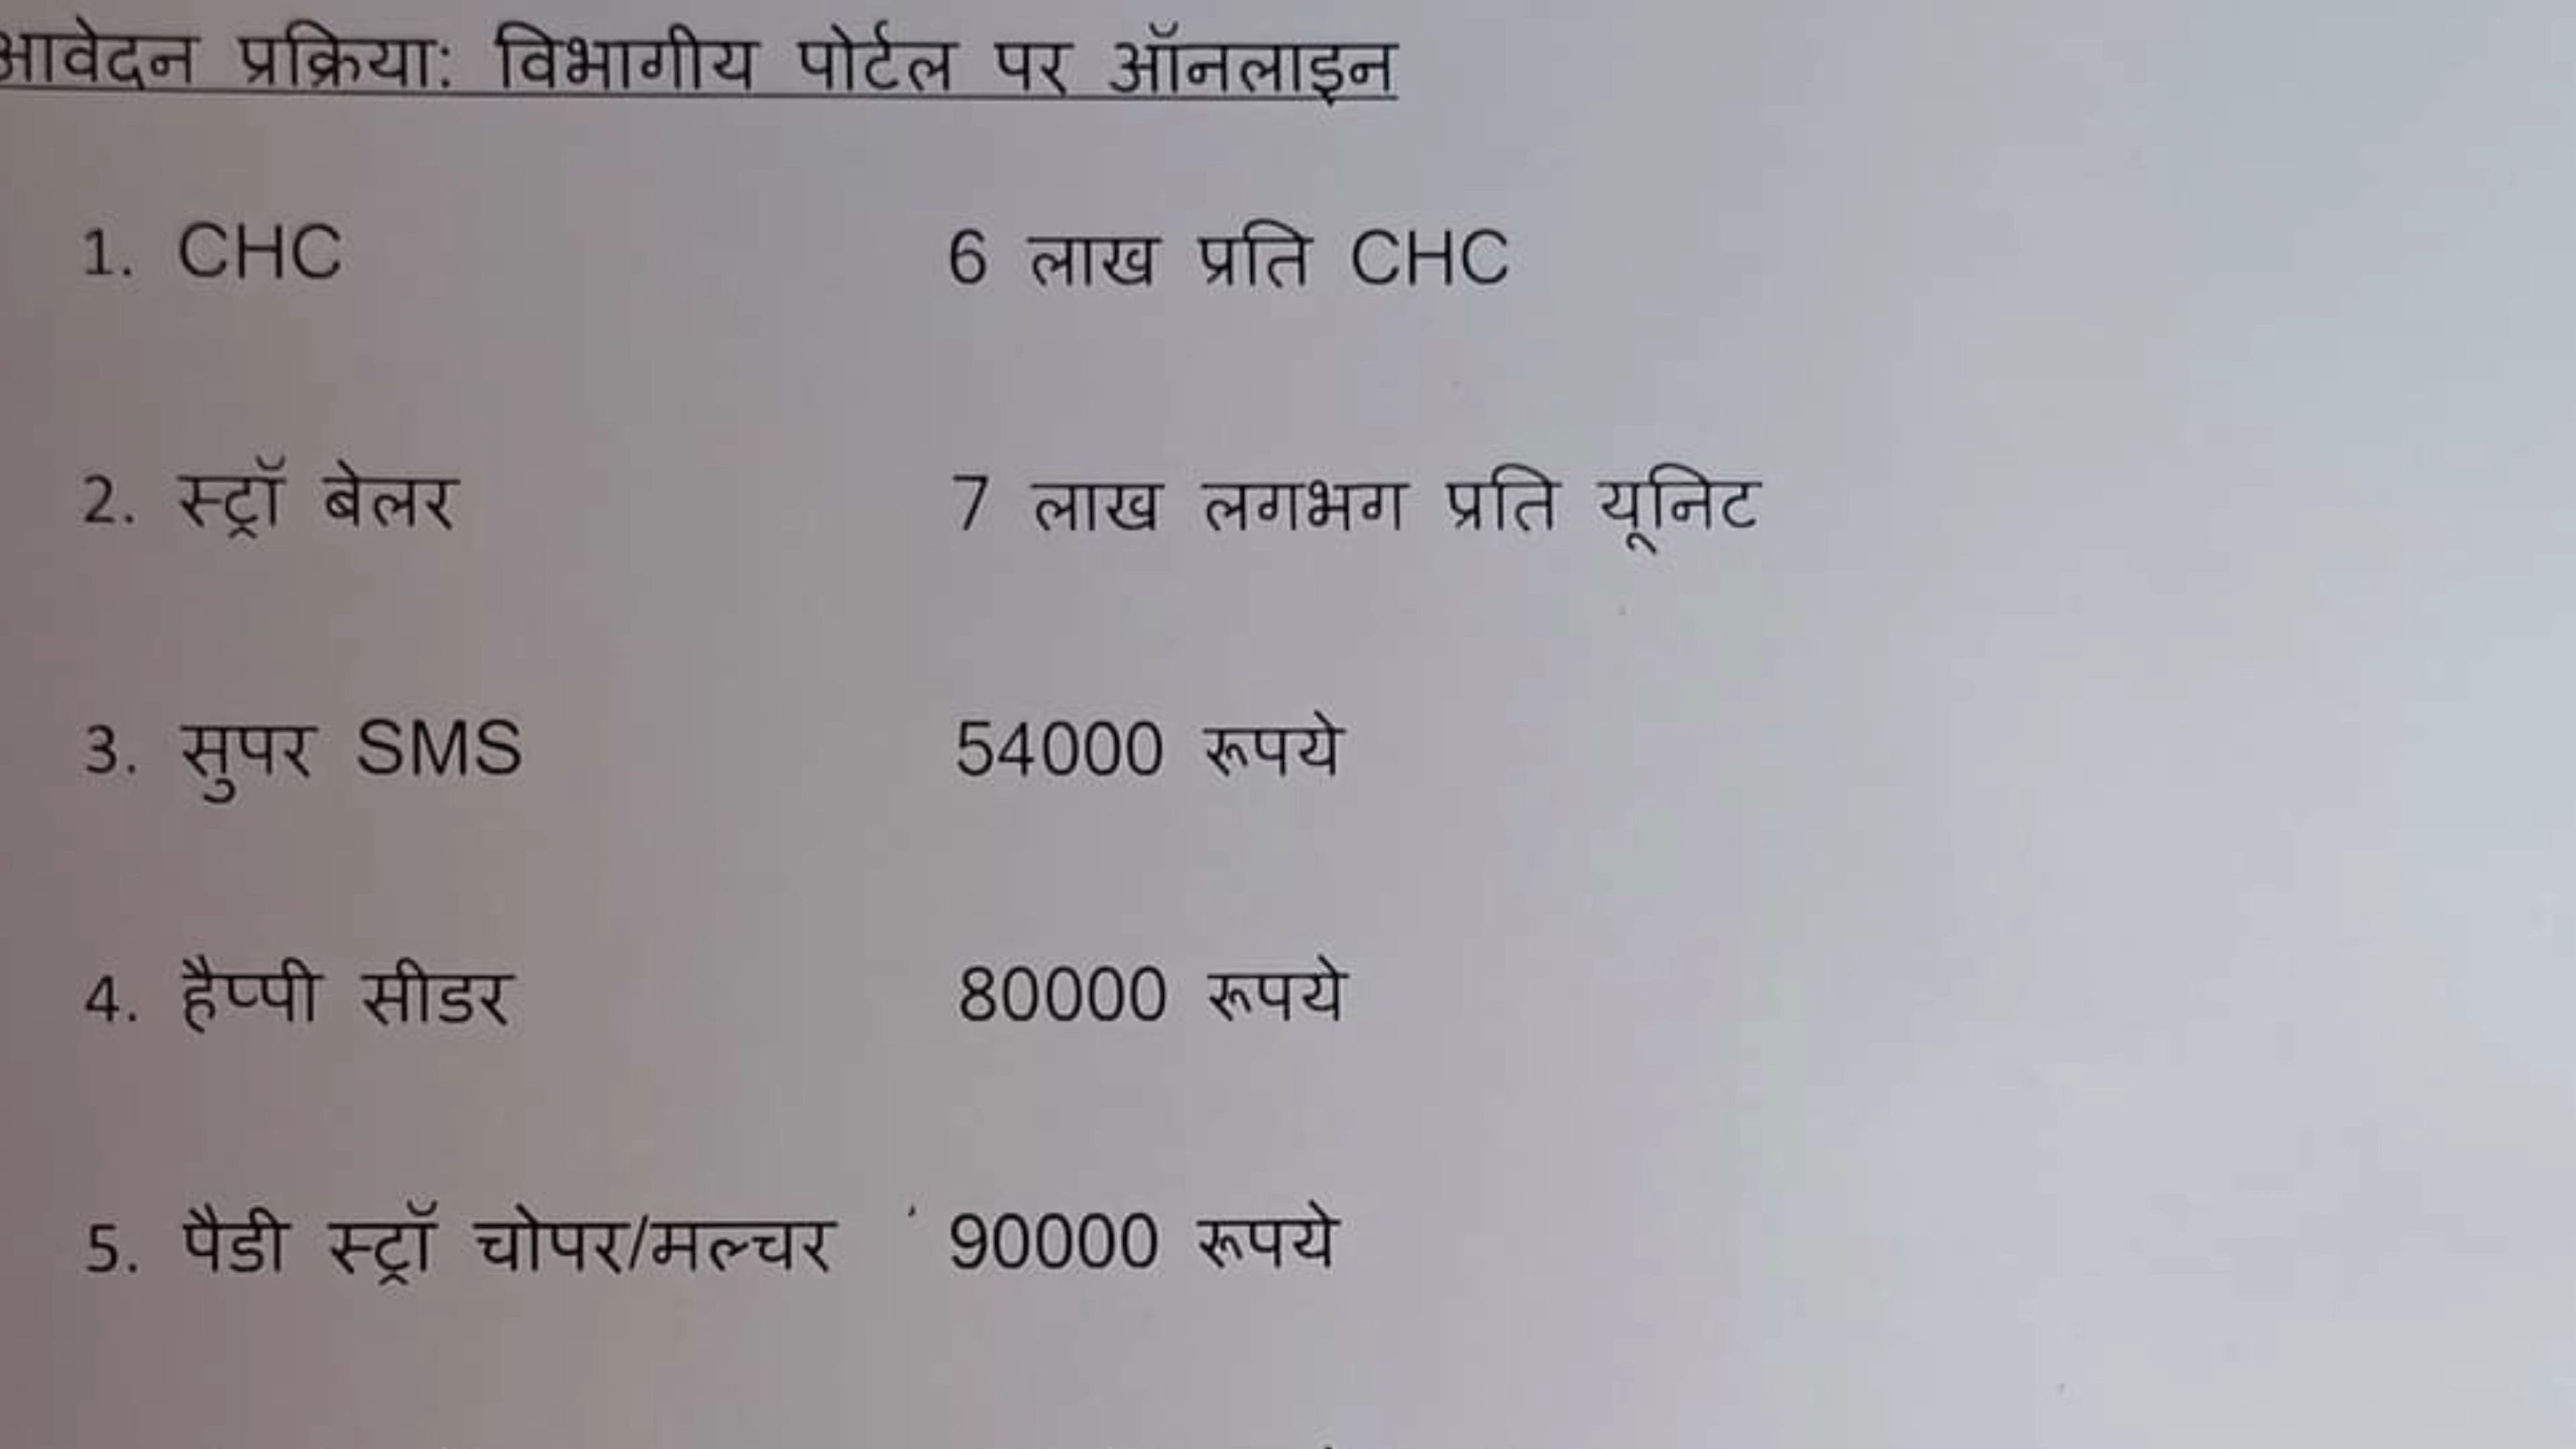 आवेदन प्रक्रिया: विभागीय पोर्टल पर ऑनलाइन
1. CHC 6 लाख प्रति CHC
2. स्ट्रॉ बेलर 7 लाख लगभग प्रति यूनिट
3. सुपर SMS 54000 रूपये
4. हैप्पी सीडर 80000 रूपये
5. पैडी स्ट्रॉ चोपर/मल्चर 90000 रूपये